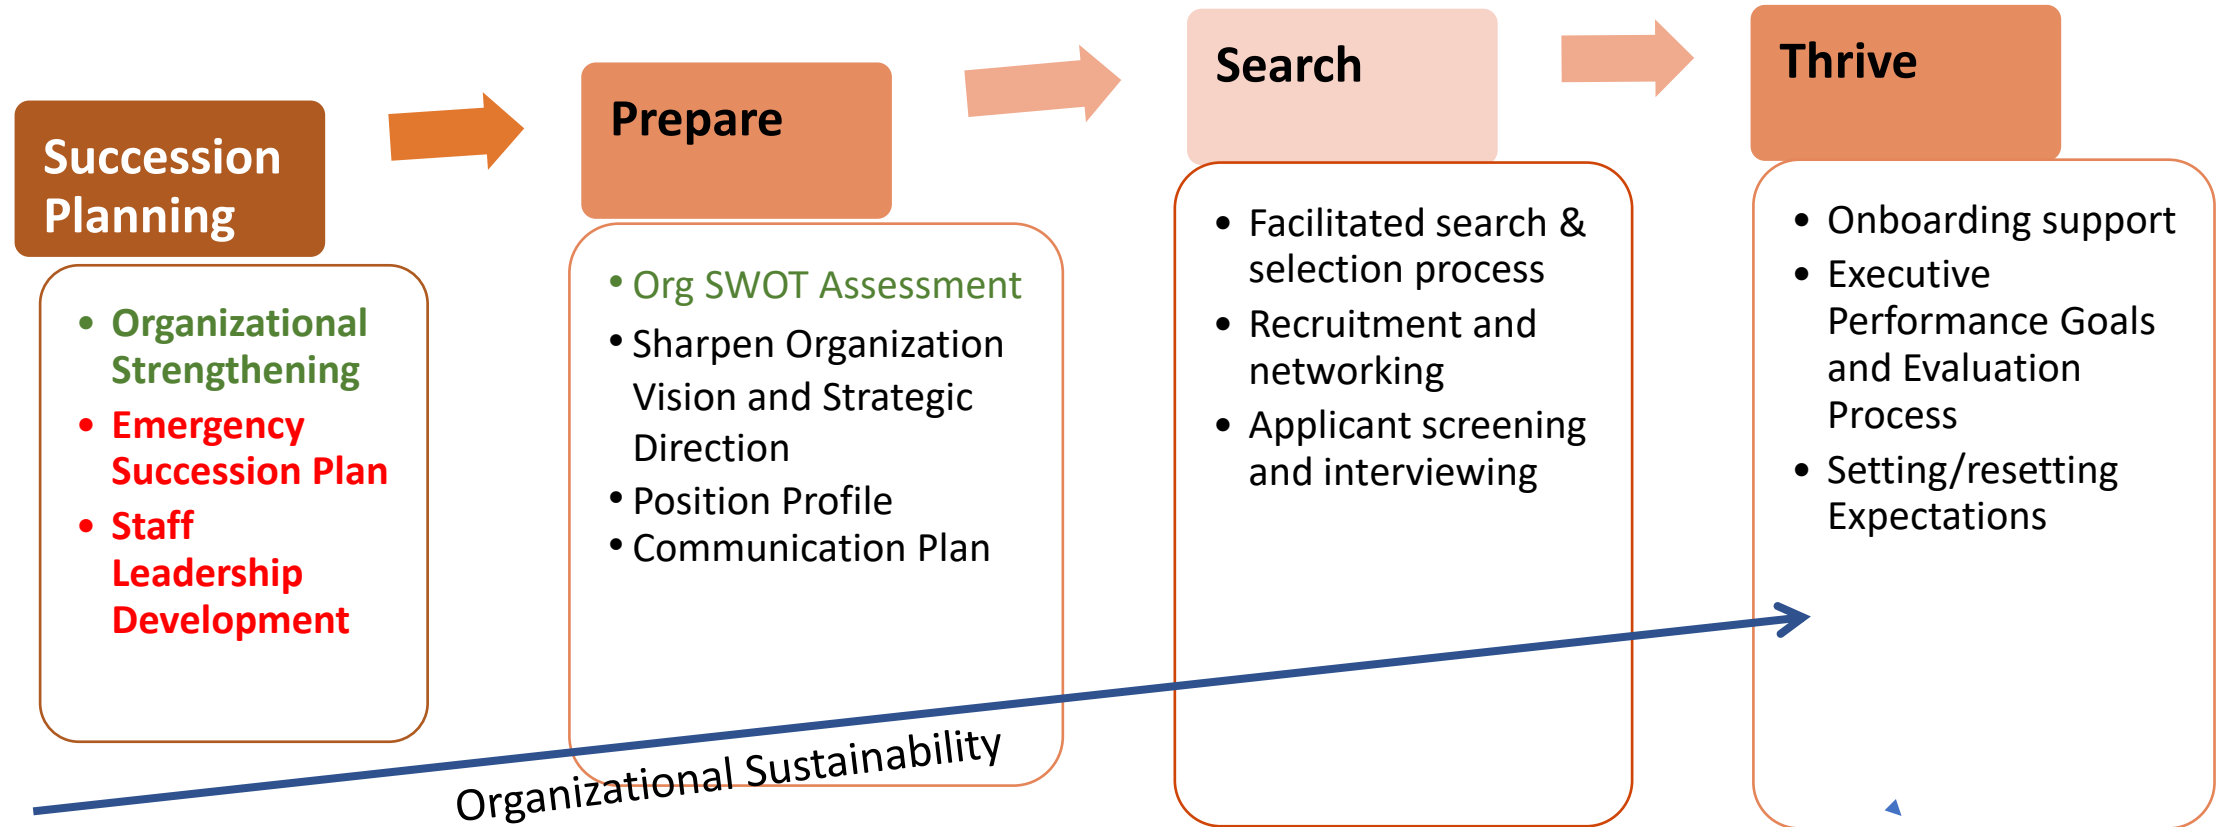 Succession
Planning
• Organizational
Strengthening
• Emergency
Succession Plan
• Staff
Leadership
Development
Prepare
• Org SWOT Assessment
• Sharpen Organization
Vision and Strategic
Direction
• Position Profile
• Communication Plan
Search
• Facilitated search &
selection process
• Recruitment and
networking
• Applicant screening
and interviewing
Thrive
• Onboarding support
• Executive
Performance Goals
and Evaluation
Process
• Setting/resetting
Expectations
Organizational Sustainability